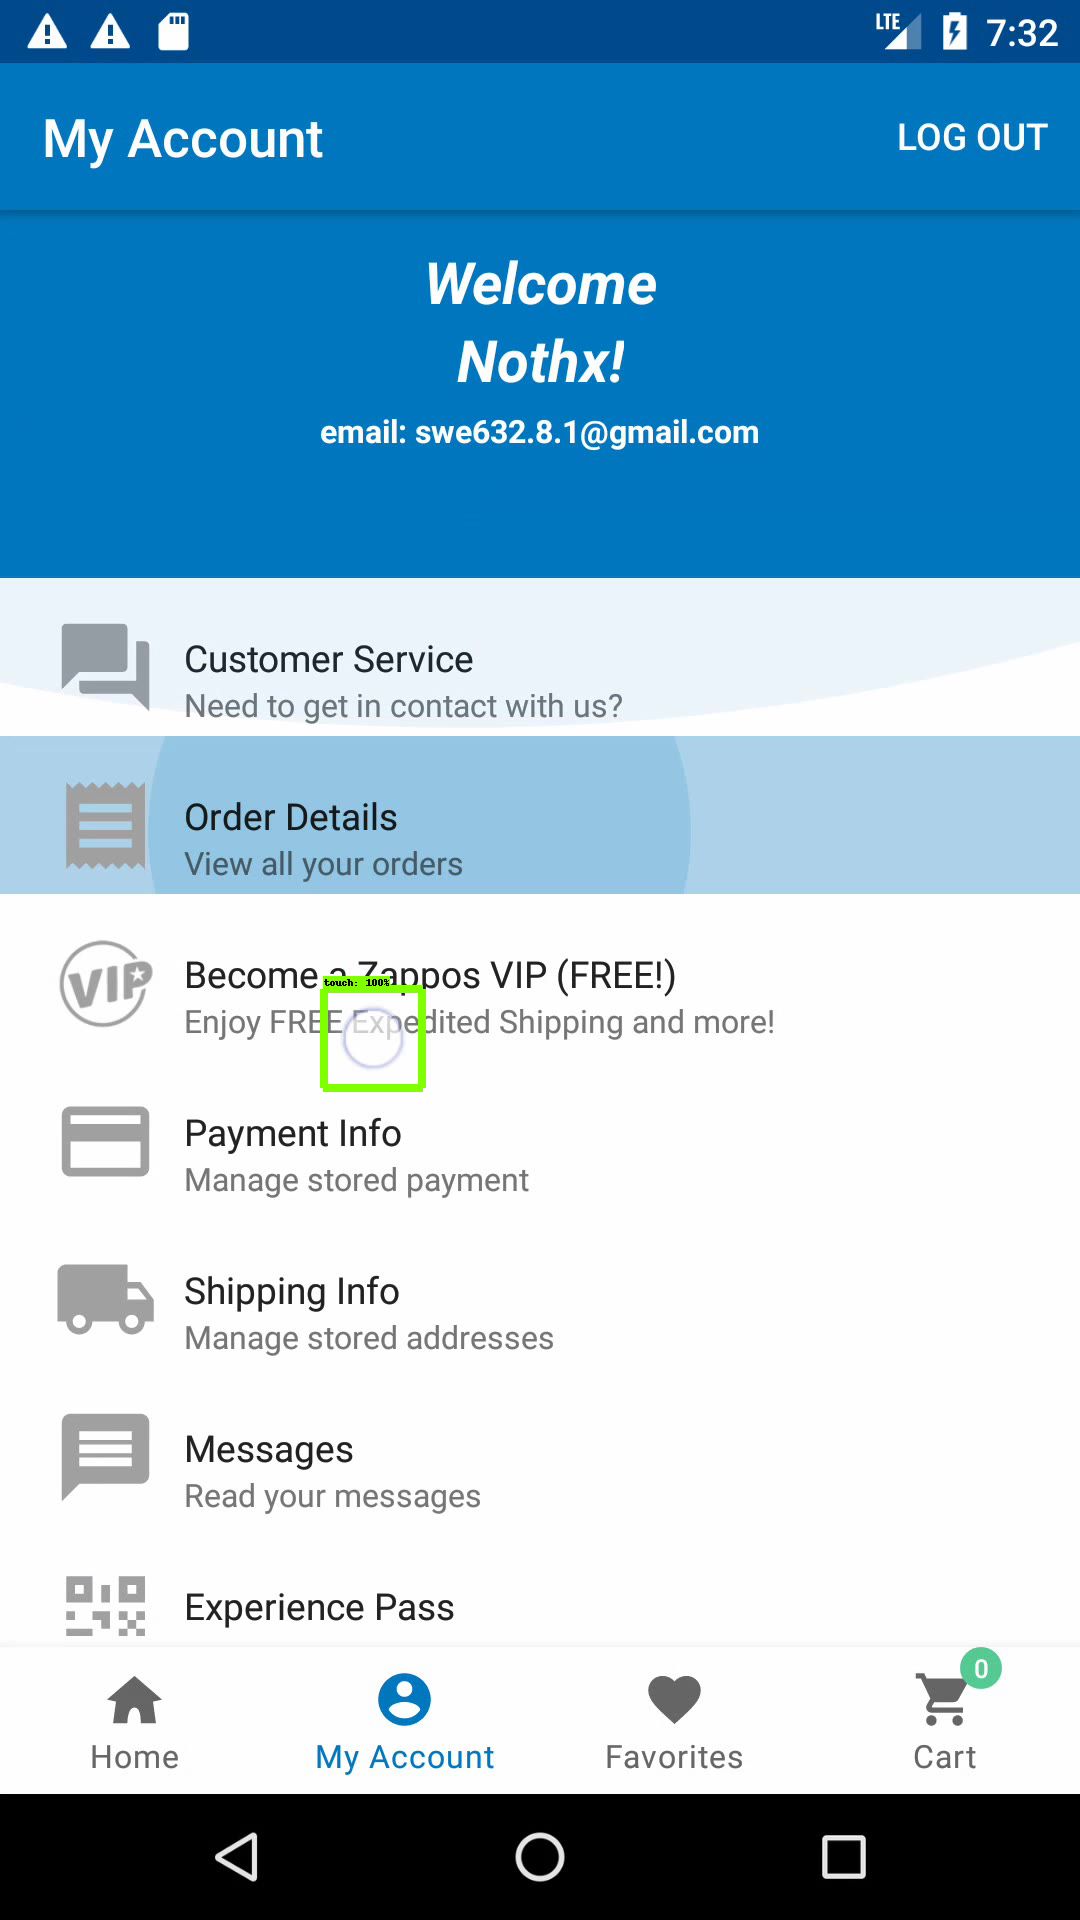 LTE 7:32
My Account LOG OUT
Welcome
Nothx!
email: swe632.8.1@gmail.com
Customer Service
Need to get in contact with us?
Order Details
View all your orders
VIP
Become a Zappos VIP (FREE!)
touch: 100%
Enjoy FREE Expedited Shipping and more!
Payment Info
Manage stored payment
Shipping Info
Manage stored addresses
Messages
Read your messages
Experience Pass
0
Home My Account Favorites Cart